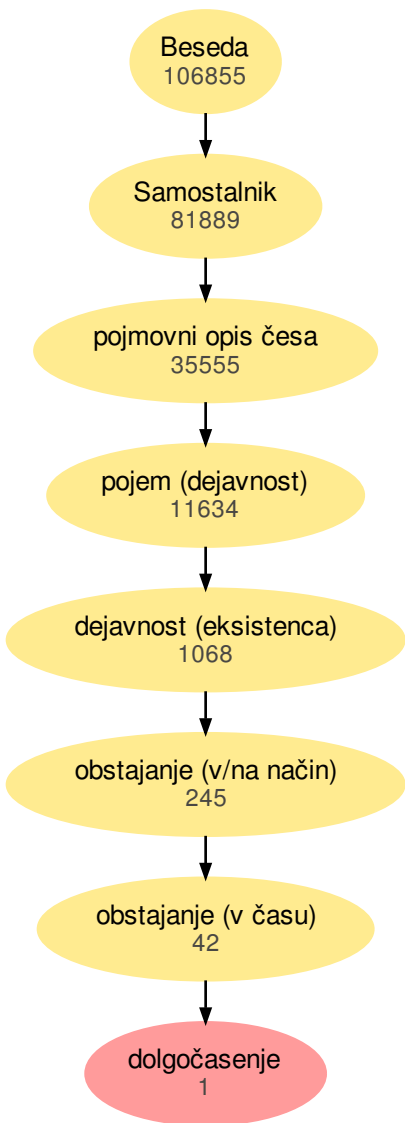 Beseda
106855
Samostalnik
81889
pojmovni opis česa
35555
pojem (dejavnost)
11634
dejavnost (eksistenca)
1068
obstajanje (v/na način)
245
obstajanje (v času)
42
dolgočasenje
1